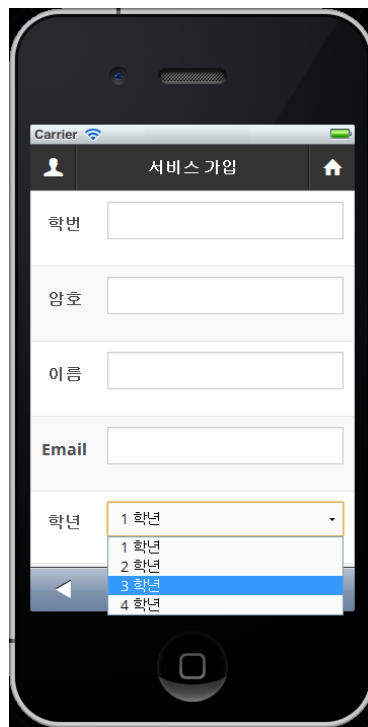 Carrier
서비스 가입
학번
암호
이름
Email
학년 1 학년
1 학년
2 학년
3 학년
4 학년